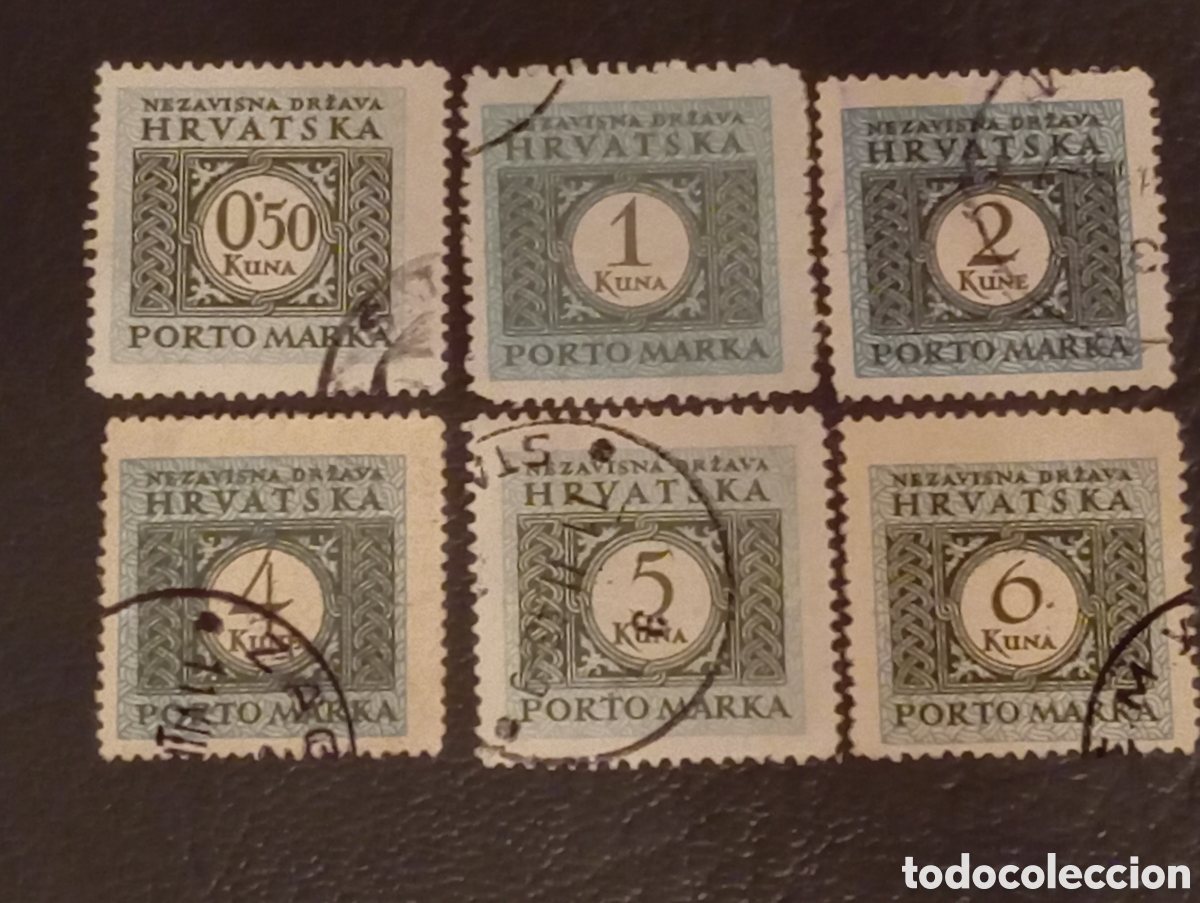 NEZAVISNA DRŽAVA
HRVATSKA
0.50
KUNA
PORTO MARKA
NEZAVISNA DRŽAVA
HRVATSKA
1
KUNA
PORTO MARKA
NEZAVISNA DRŽAVA
HRVATSKA
2
KUNE
PORTO MARKA
NEZAVISNA DRŽAVA
HRVATSKA
4
KUNE
PORTO MARKA
NEZAVISNA DRŽAVA
HRVATSKA
5
KUNA
PORTO MARKA
NEZAVISNA DRŽAVA
HRVATSKA
6
KUNA
PORTO MARKA
todocoleccion